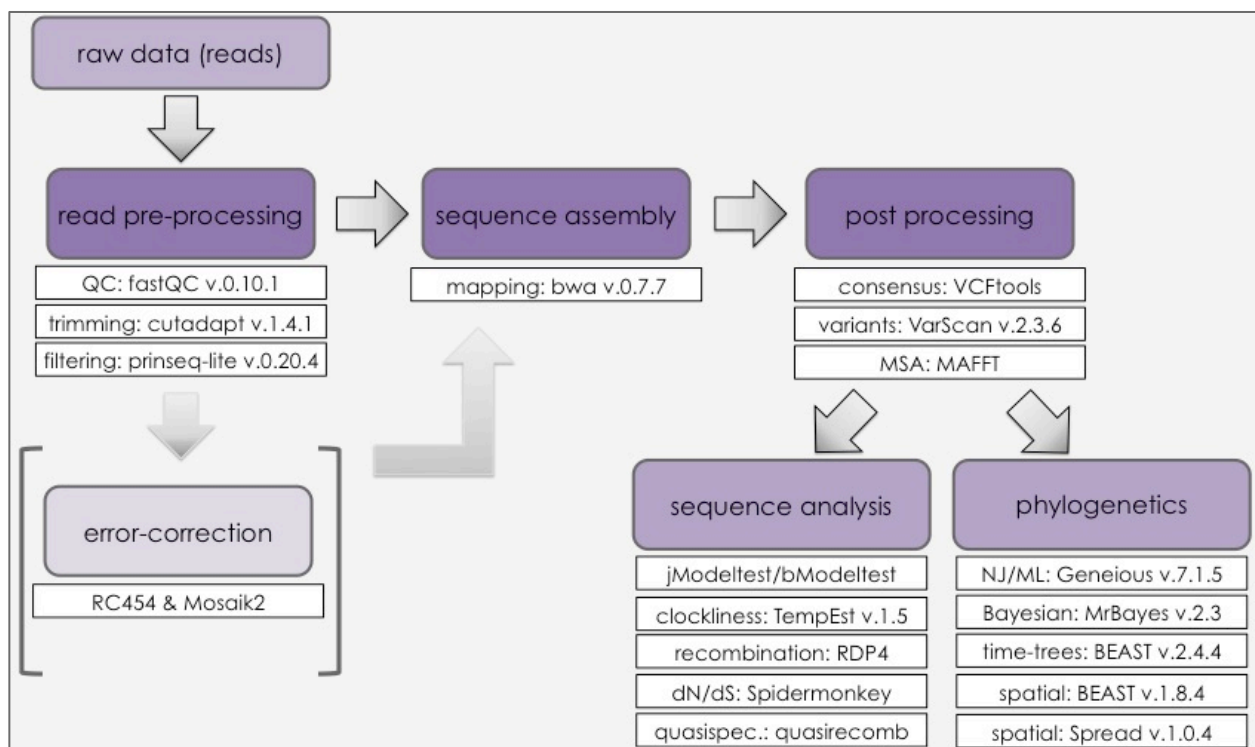 raw data (reads)
read pre-processing
QC: fastQC v.0.10.1
trimming: cutadapt v.1.4.1
filtering: prinseq-lite v.0.20.4
error-correction
RC454 & Mosaik2
sequence assembly
mapping: bwa v.0.7.7
post processing
consensus: VCFtools
variants: VarScan v.2.3.6
MSA: MAFFT
sequence analysis
jModeltest/bModeltest
clockliness: TempEst v.1.5
recombination: RDP4
dN/dS: Spidermonkey
quasispec.: quasirecomb
phylogenetics
NJ/ML: Geneious v.7.1.5
Bayesian: MrBayes v.2.3
time-trees: BEAST v.2.4.4
spatial: BEAST v.1.8.4
spatial: Spread v.1.0.4